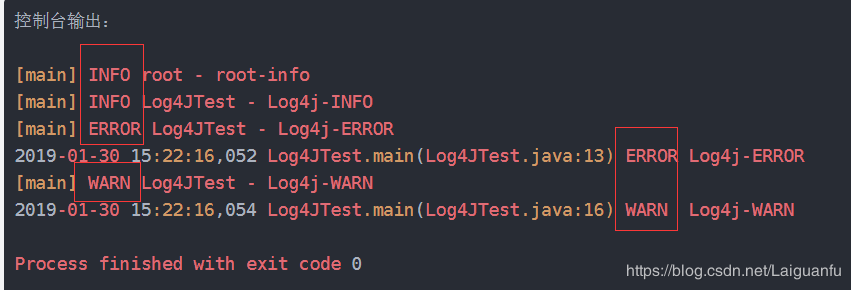 控制台输出：
[main] INFO root - root-info
[main] INFO Log4JTest - Log4j-INFO
[main] ERROR Log4JTest - Log4j-ERROR
2019-01-30 15:22:16,052 Log4JTest.main(Log4JTest.java:13) ERROR Log4j-ERROR
[main] WARN Log4JTest - Log4j-WARN
2019-01-30 15:22:16,054 Log4JTest.main(Log4JTest.java:16) WARN Log4j-WARN
Process finished with exit code 0
https://blog.csdn.net/Laiguanfu